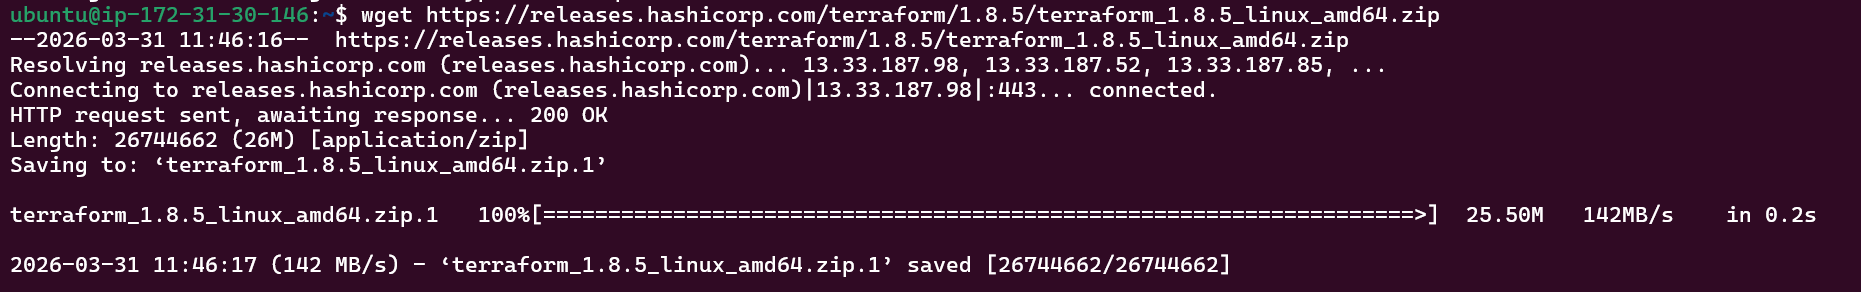 ubuntu@ip-172-31-30-146:~$ wget https://releases.hashicorp.com/terraform/1.8.5/terraform_1.8.5_linux_amd64.zip
--2026-03-31 11:46:16--  https://releases.hashicorp.com/terraform/1.8.5/terraform_1.8.5_linux_amd64.zip
Resolving releases.hashicorp.com (releases.hashicorp.com)... 13.33.187.98, 13.33.187.52, 13.33.187.85, ...
Connecting to releases.hashicorp.com (releases.hashicorp.com)|13.33.187.98|:443... connected.
HTTP request sent, awaiting response... 200 OK
Length: 26744662 (26M) [application/zip]
Saving to: ‘terraform_1.8.5_linux_amd64.zip.1’
terraform_1.8.5_linux_amd64.zip.1   100%[===================================================================>]  25.50M   142MB/s    in 0.2s
2026-03-31 11:46:17 (142 MB/s) - ‘terraform_1.8.5_linux_amd64.zip.1’ saved [26744662/26744662]